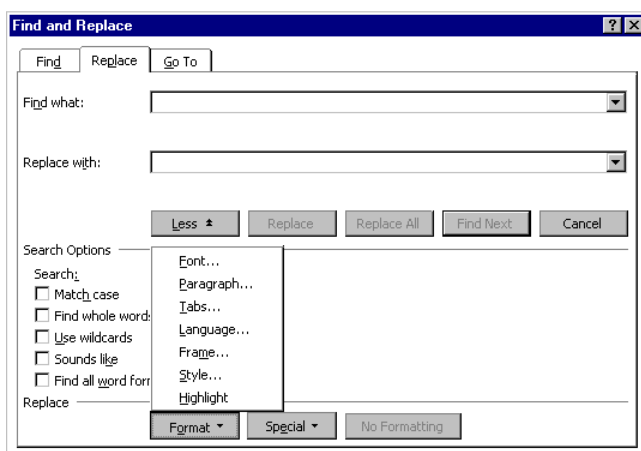 Find and Replace
Find Replace Go To
Find what:
Replace with:
Less Replace Replace All Find Next Cancel
Search Options
Search:
Match case
Find whole words
Use wildcards
Sounds like
Find all word for
Font...
Paragraph...
Tabs...
Language...
Frame...
Style...
Highlight
Replace
Format Special No Formatting